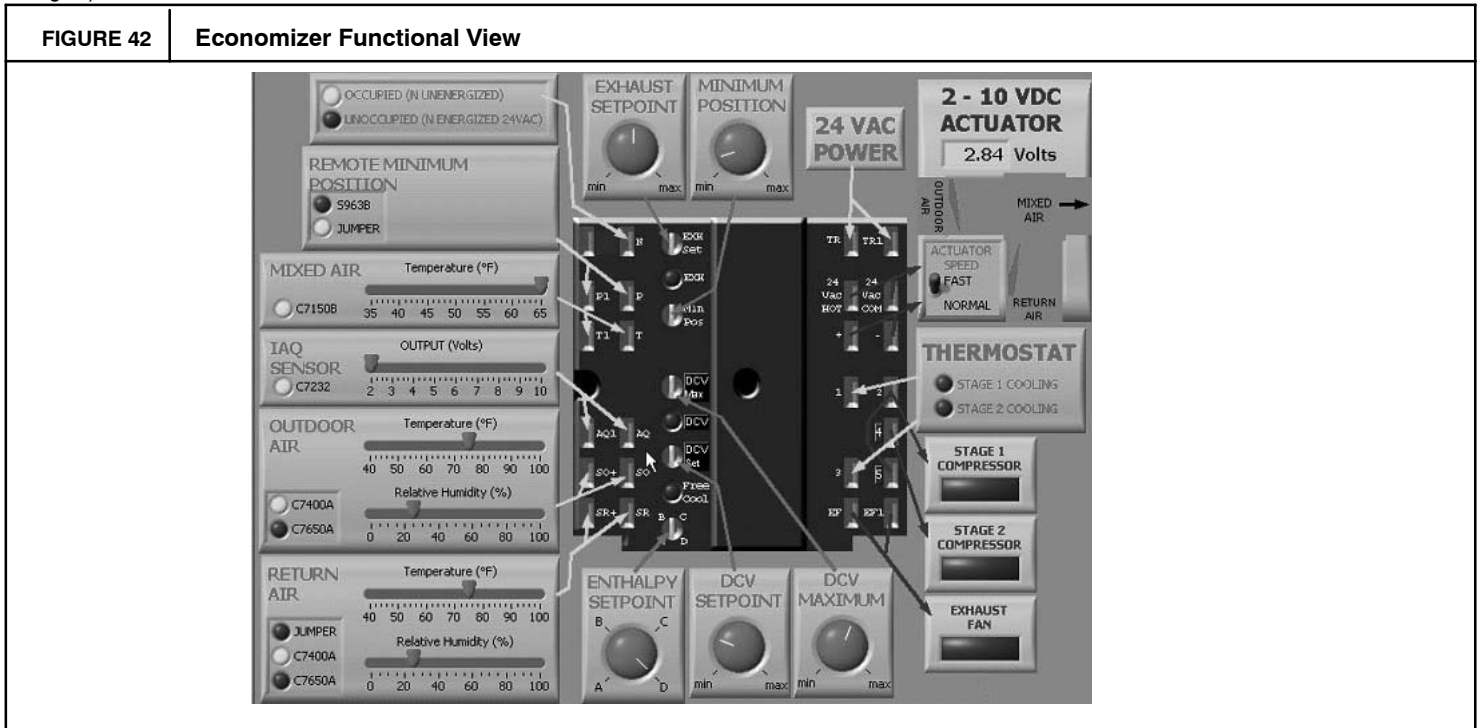 FIGURE 42 Economizer Functional View
OCCUPIED (N UNENERGIZED)
UNOCCUPIED (N ENERGIZED 24VAC)
REMOTE MINIMUM
POSITION
S963B
JUMPER
MIXED AIR
Temperature (°F)
C7150B
35 40 45 50 55 60 65
IAQ
SENSOR
OUTPUT (Volts)
C7232
2 3 4 5 6 7 8 9 10
OUTDOOR
AIR
Temperature (°F)
40 50 60 70 80 90 100
Relative Humidity (%)
C7400A
C7650A
0 20 40 60 80 100
RETURN
AIR
Temperature (°F)
40 50 60 70 80 90 100
JUMPER
Relative Humidity (%)
C7400A
C7650A
0 20 40 60 80 100
EXHAUST
SETPOINT
min max
MINIMUM
POSITION
min max
24 VAC
POWER
N
EXH
Set
EXH
P1 P
Min
Pos
T1 T
DCV
Max
DCV
AQ1 AQ
DCV
Set
SO+ SO
Free
Cool
SR+ SR
B C
D
TR TR1
24
Vac
HOT
24
Vac
COM
+ -
1 2
4
3 5
EF EF1
ENTHALPY
SETPOINT
B C
A D
DCV
SETPOINT
min max
DCV
MAXIMUM
min max
2 - 10 VDC
ACTUATOR
2.84 Volts
OUTDOOR
AIR
MIXED
AIR
ACTUATOR
SPEED
FAST
NORMAL
RETURN
AIR
THERMOSTAT
STAGE 1 COOLING
STAGE 2 COOLING
STAGE 1
COMPRESSOR
STAGE 2
COMPRESSOR
EXHAUST
FAN